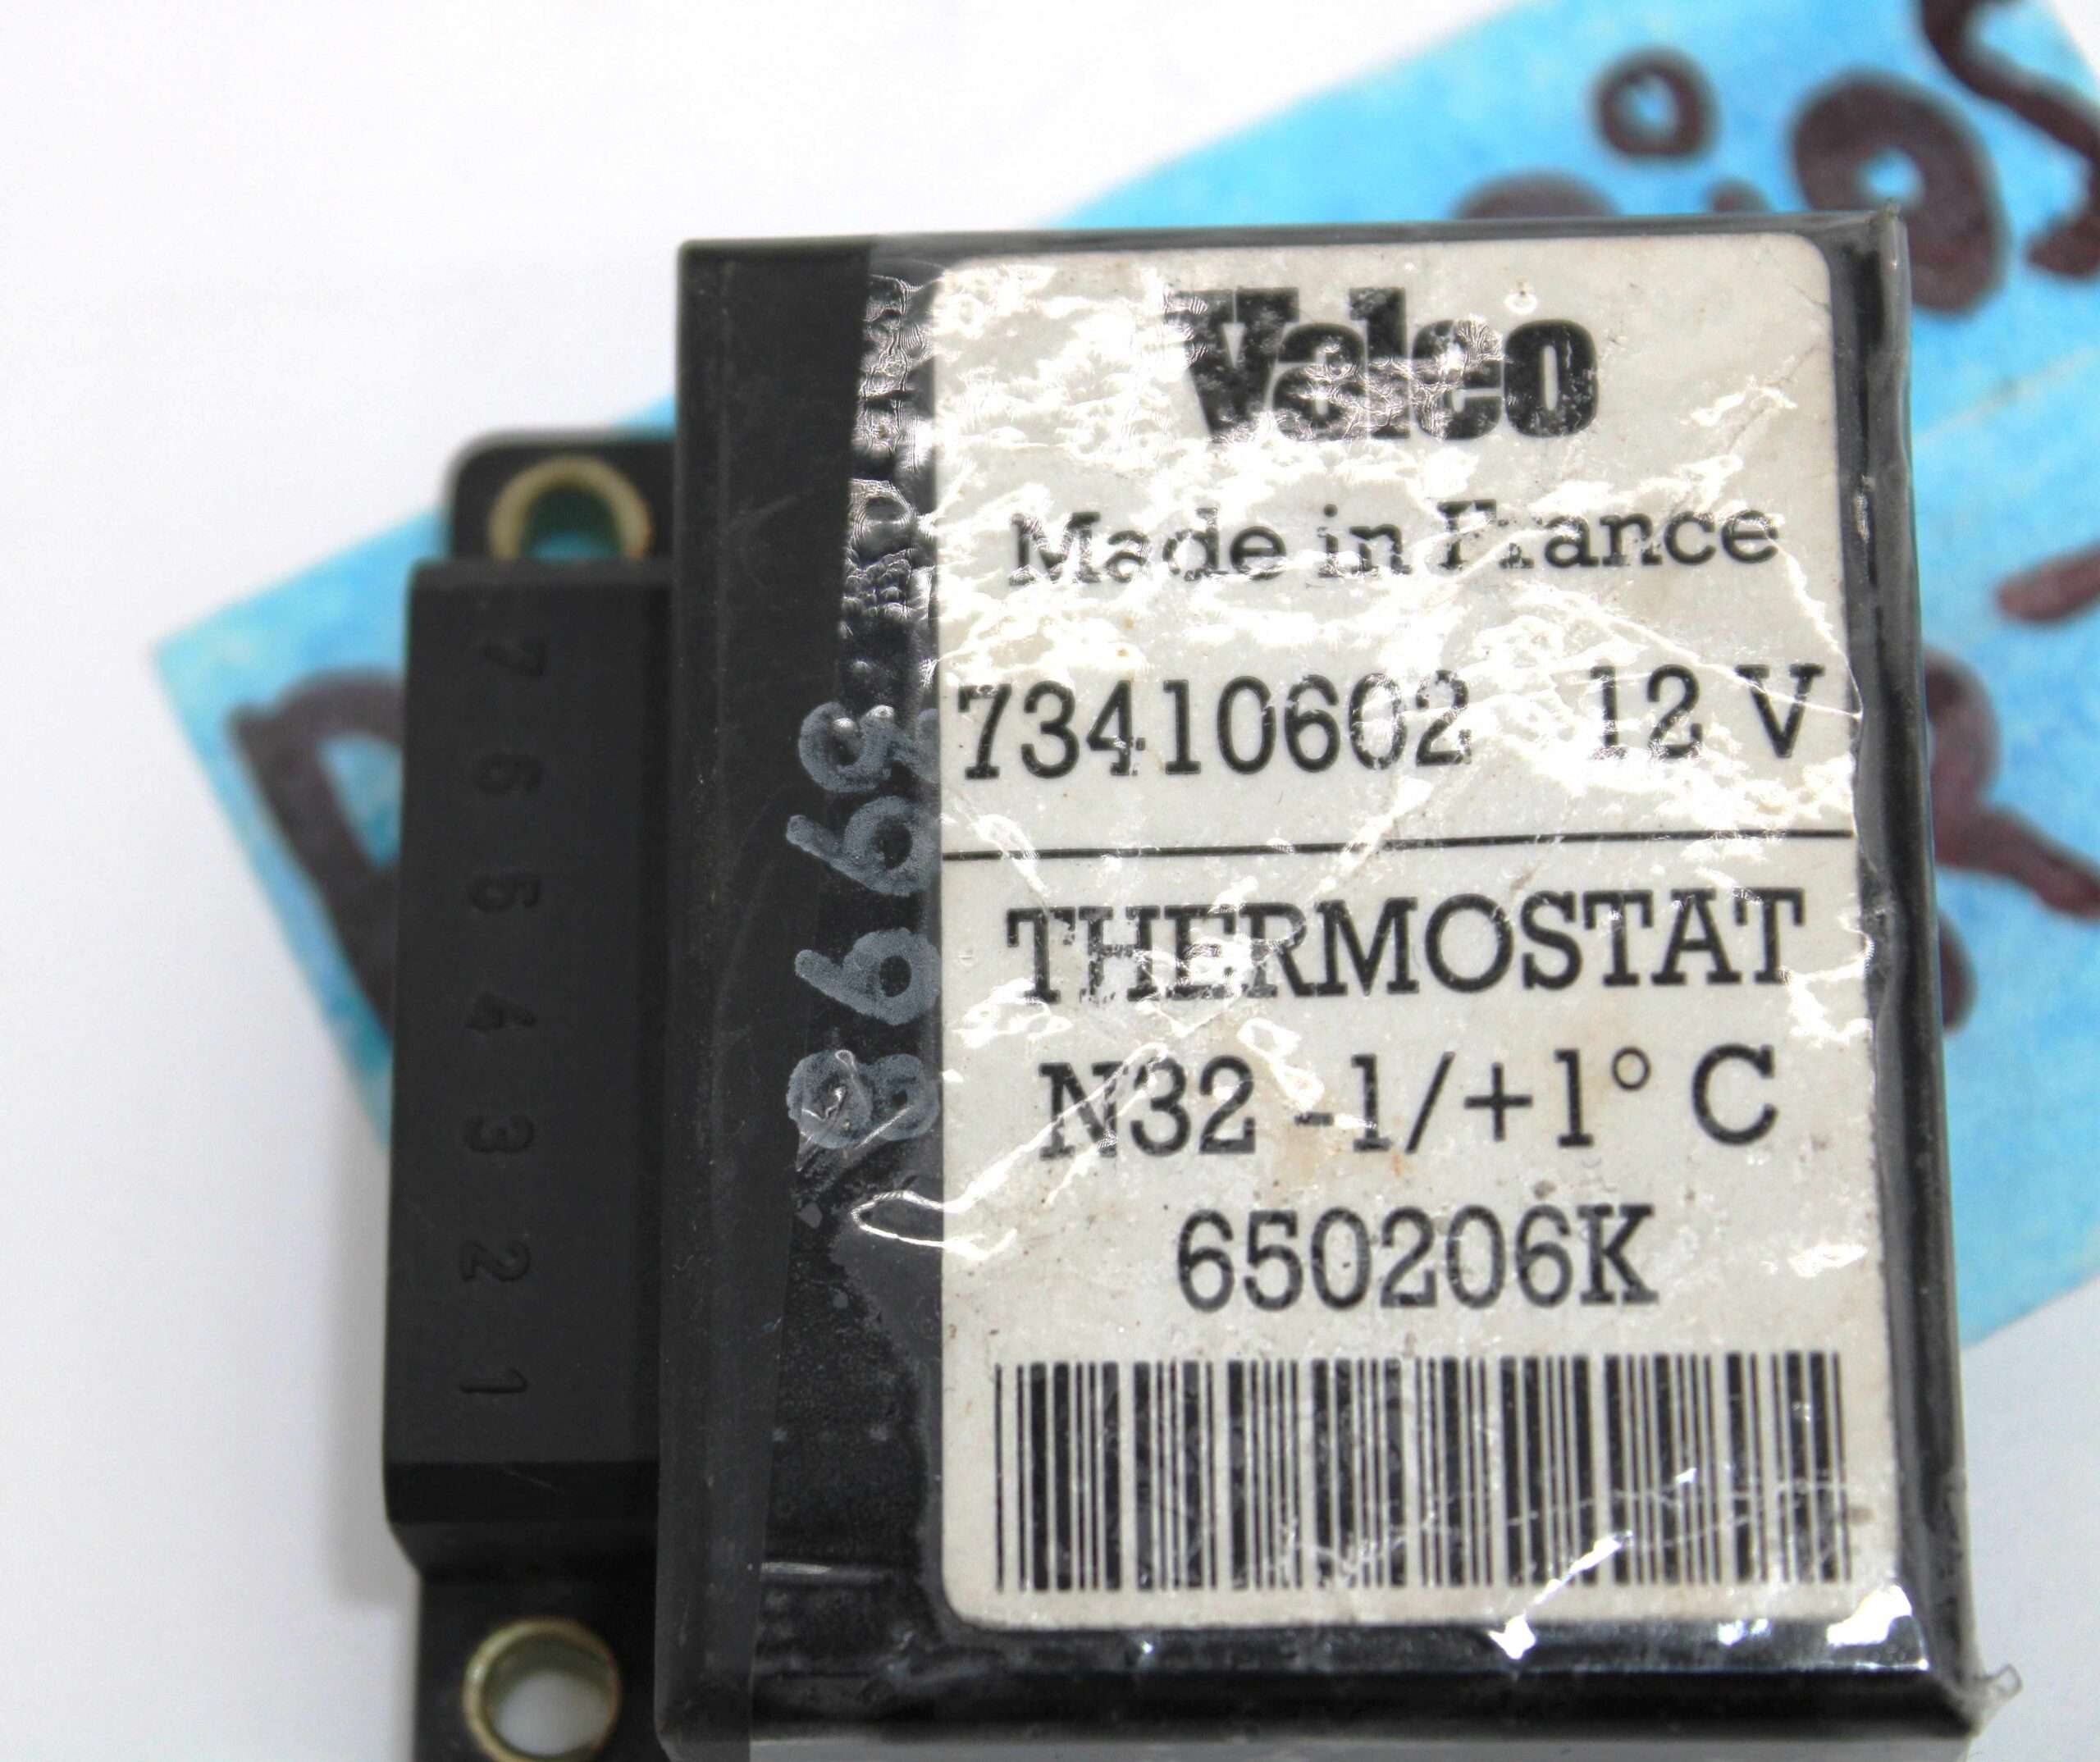 Valeo
Made in France
73410602 12 V
THERMOSTAT
N32 -1/+1° C
650206K
7 6 5 4 3 2 1